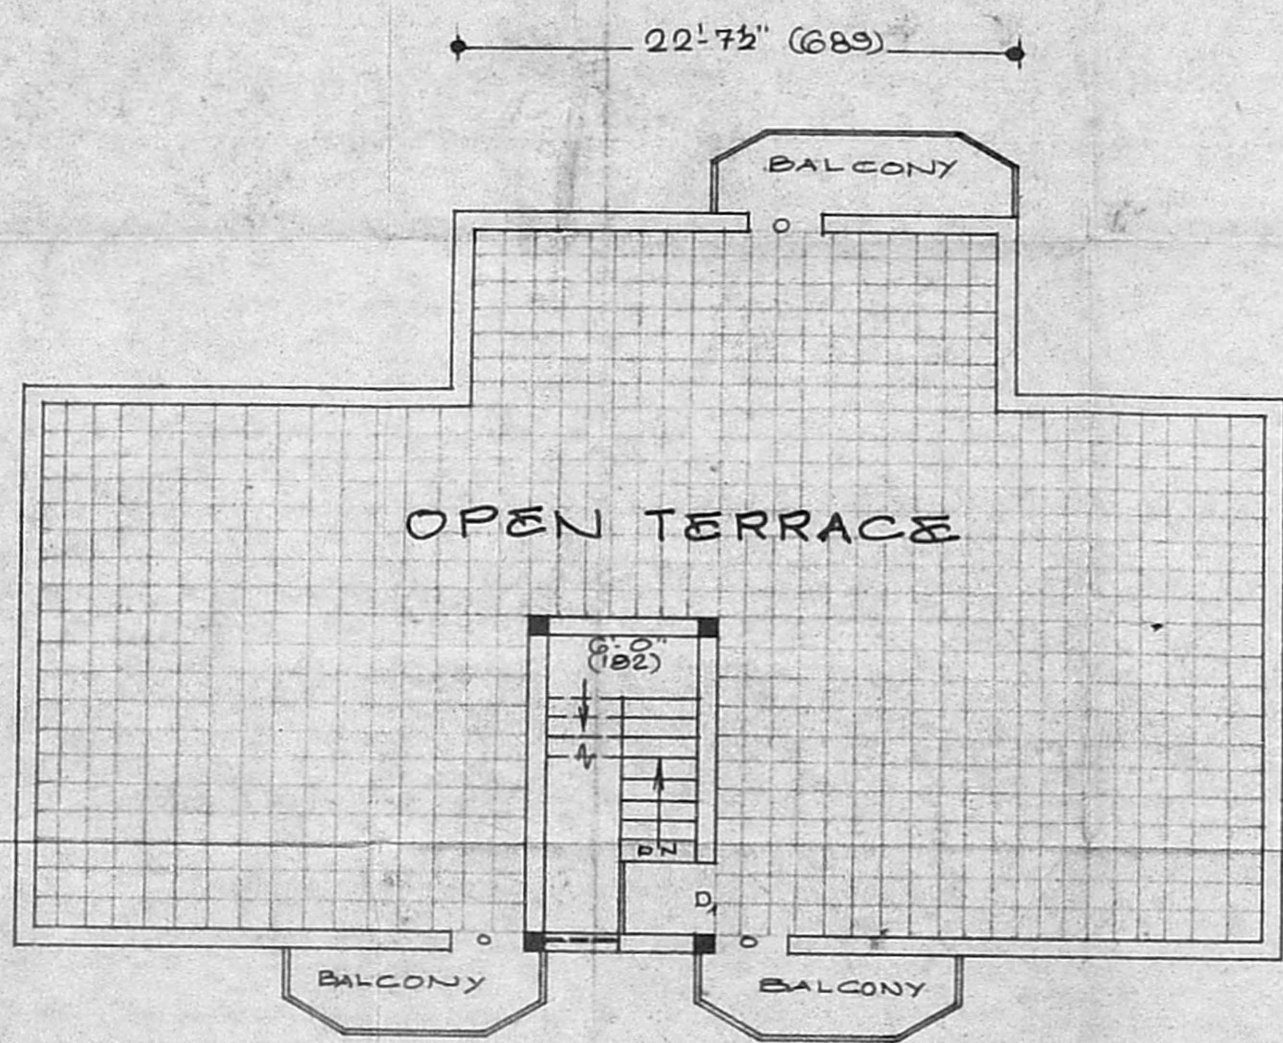 22'-7½" (689)
BALCONY
O
OPEN TERRACE
6'-0"
(182)
DN
D1
O
O
BALCONY
BALCONY